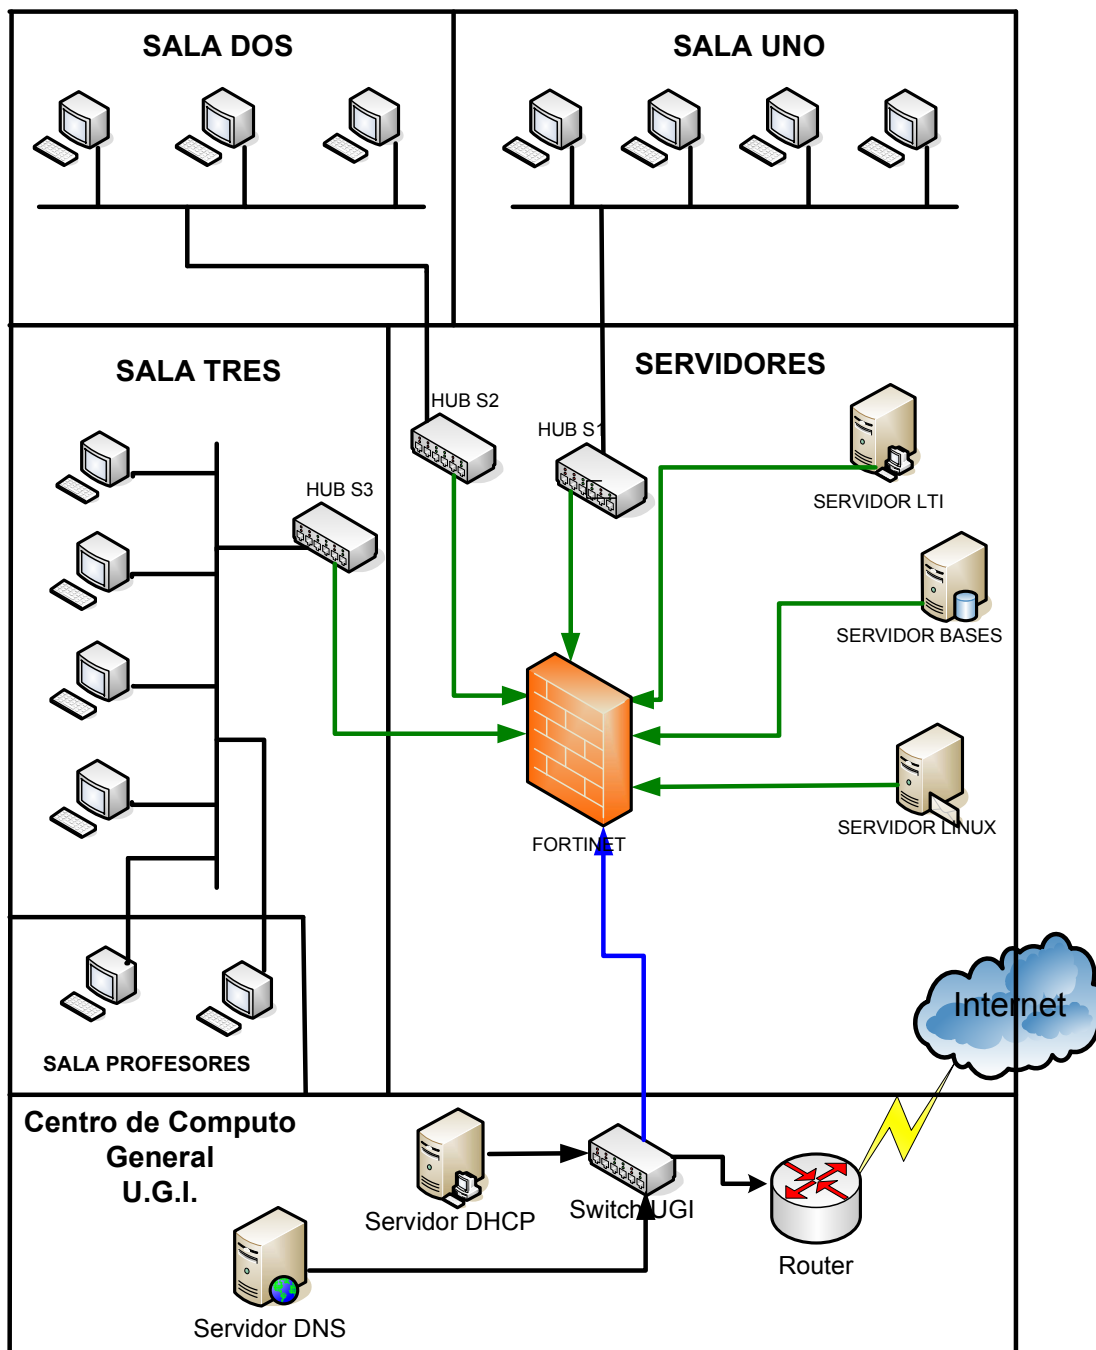 SALA DOS
SALA UNO
SALA TRES
SERVIDORES
HUB S2
HUB S1
HUB S3
SERVIDOR LTI
SERVIDOR BASES
SERVIDOR LINUX
FORTINET
Internet
SALA PROFESORES
Centro de Computo
General
U.G.I.
Servidor DHCP
Switch UGI
Router
Servidor DNS